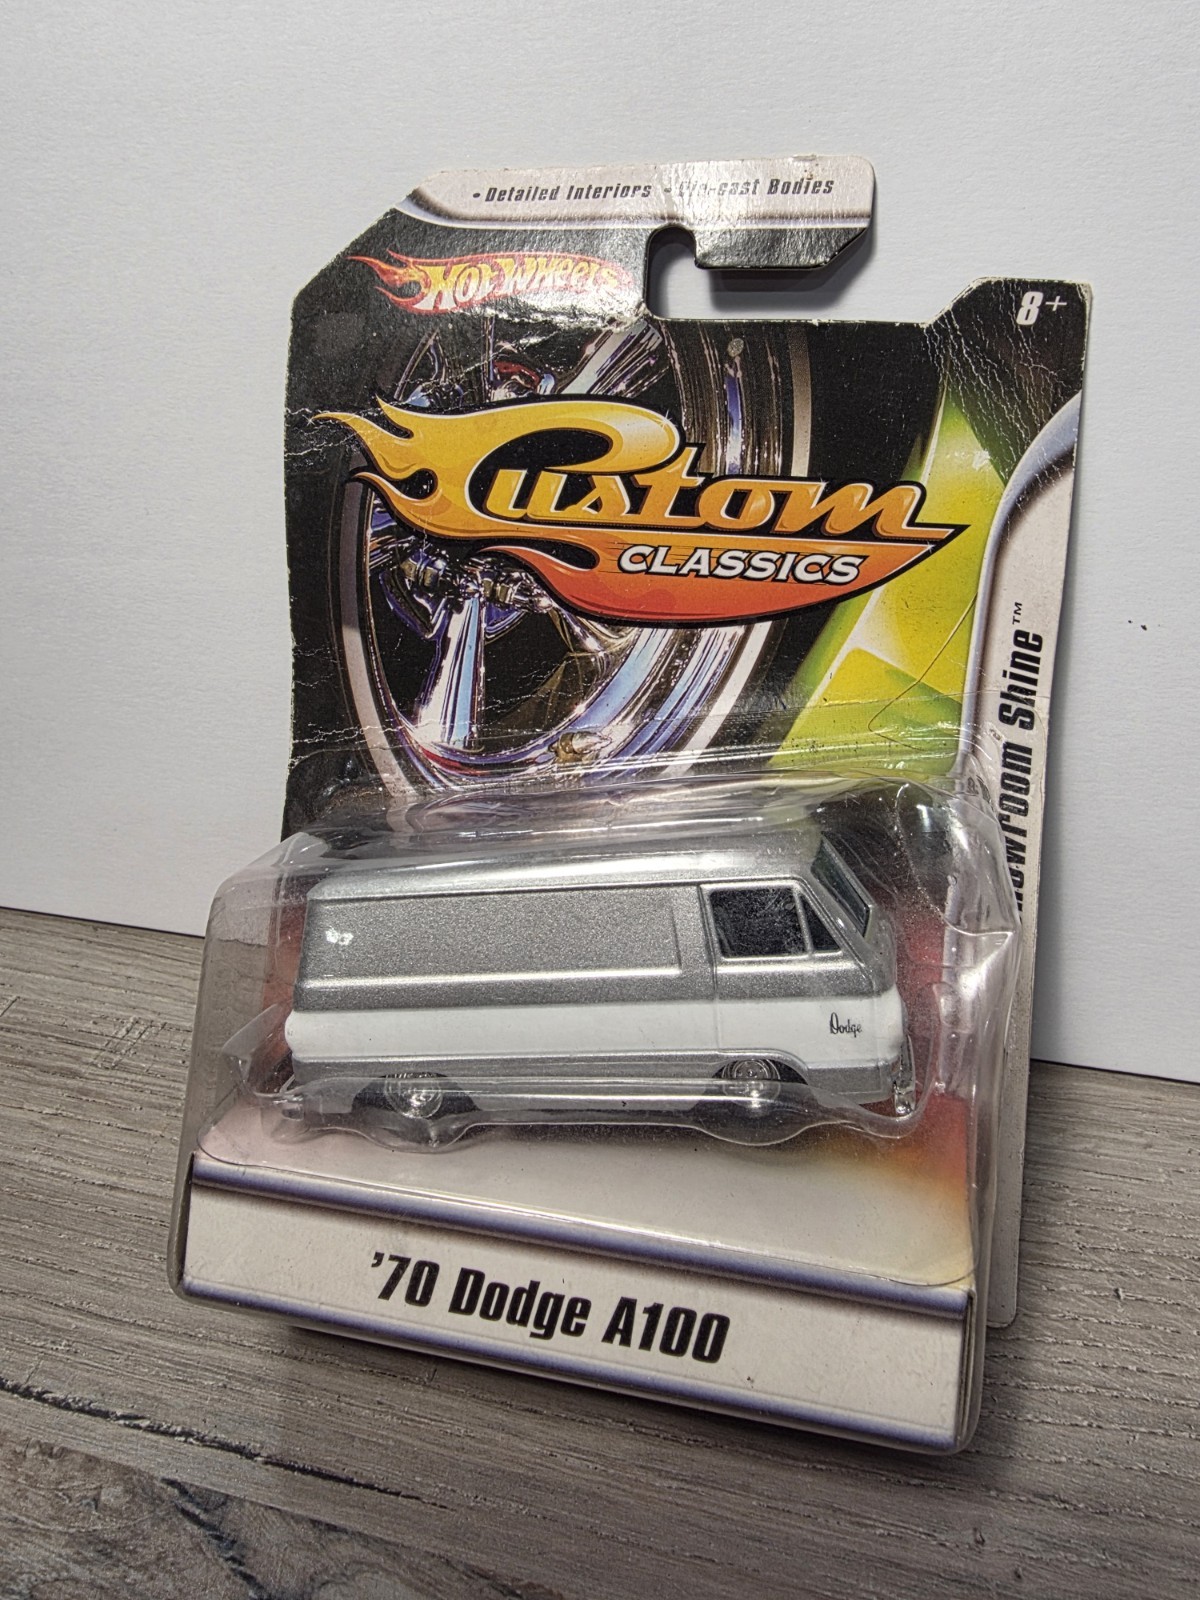 • Detailed Interiors • Die-cast Bodies
HOT WHEELS
8+
Custom
CLASSICS
Showroom Shine™
Dodge
'70 Dodge A100